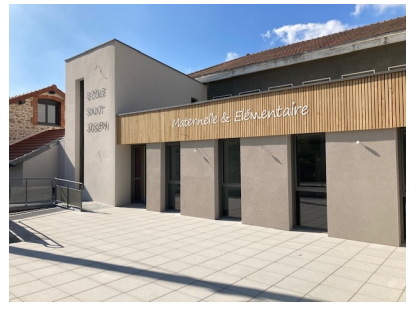 ECOLE
SAINT
JOSEPH
Maternelle & Elémentaire